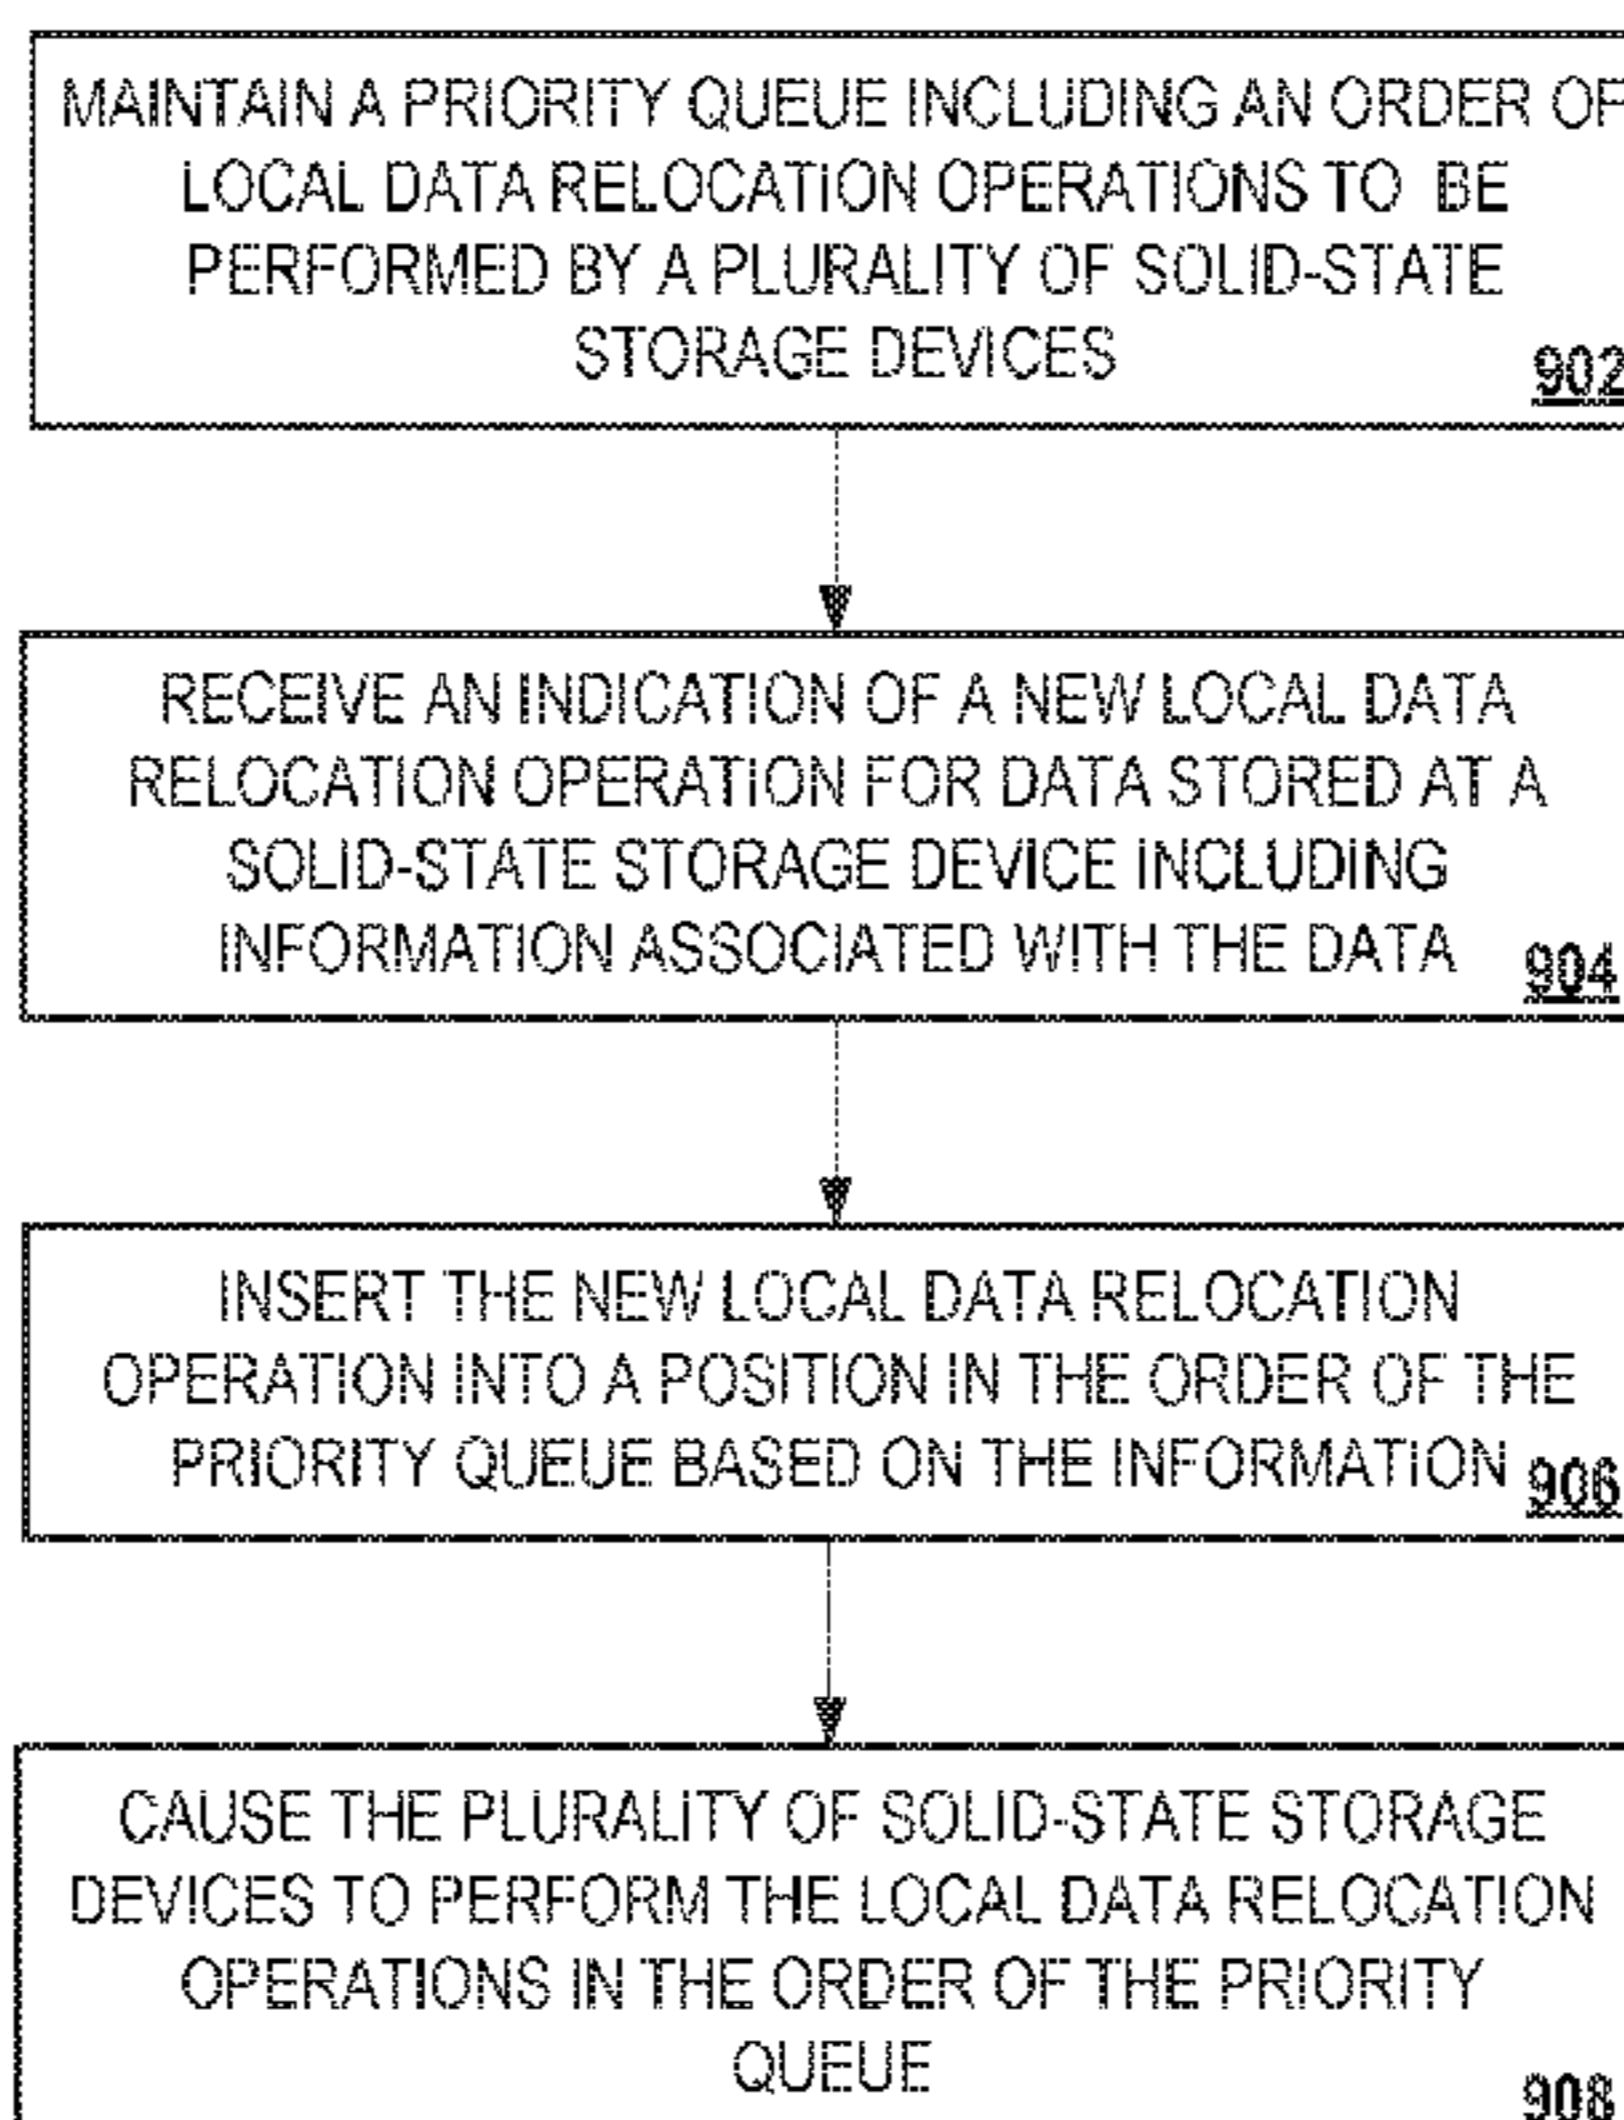 MAINTAIN A PRIORITY QUEUE INCLUDING AN ORDER OF
LOCAL DATA RELOCATION OPERATIONS TO BE
PERFORMED BY A PLURALITY OF SOLID-STATE
STORAGE DEVICES
902
RECEIVE AN INDICATION OF A NEW LOCAL DATA
RELOCATION OPERATION FOR DATA STORED AT A
SOLID-STATE STORAGE DEVICE INCLUDING
INFORMATION ASSOCIATED WITH THE DATA
904
INSERT THE NEW LOCAL DATA RELOCATION
OPERATION INTO A POSITION IN THE ORDER OF THE
PRIORITY QUEUE BASED ON THE INFORMATION
906
CAUSE THE PLURALITY OF SOLID-STATE STORAGE
DEVICES TO PERFORM THE LOCAL DATA RELOCATION
OPERATIONS IN THE ORDER OF THE PRIORITY
QUEUE
908